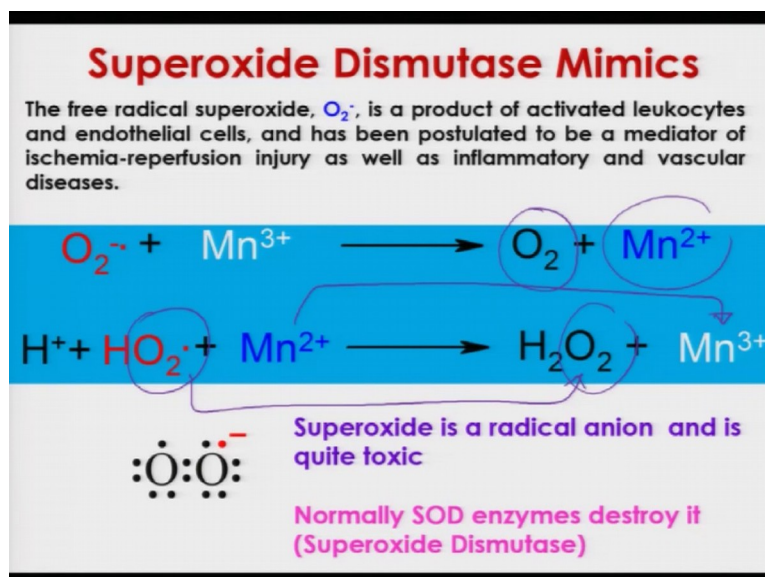 Superoxide Dismutase Mimics
The free radical superoxide, O₂⁻, is a product of activated leukocytes
and endothelial cells, and has been postulated to be a mediator of
ischemia-reperfusion injury as well as inflammatory and vascular
diseases.
O₂⁻· + Mn³⁺ ⟶ O₂ + Mn²⁺
H⁺ + HO₂· + Mn²⁺ ⟶ H₂O₂ + Mn³⁺
:O:O:⁻
Superoxide is a radical anion and is
quite toxic
Normally SOD enzymes destroy it
(Superoxide Dismutase)